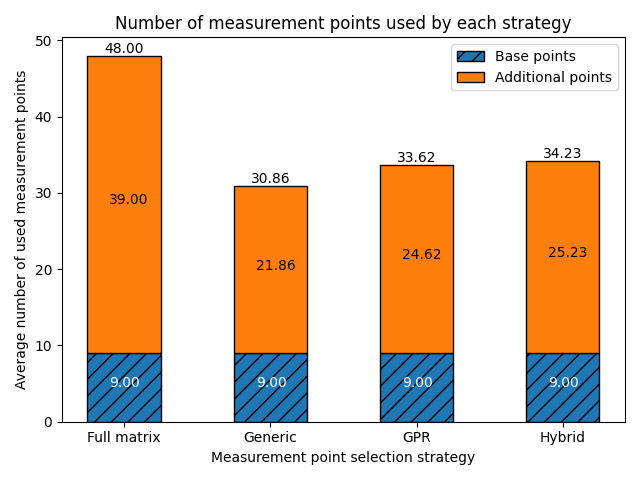 Number of measurement points used by each strategy
Base points
Additional points
Average number of used measurement points
50
40
30
20
10
0
48.00
30.86
33.62
34.23
39.00
21.86
24.62
25.23
9.00
9.00
9.00
9.00
Full matrix
Generic
GPR
Hybrid
Measurement point selection strategy